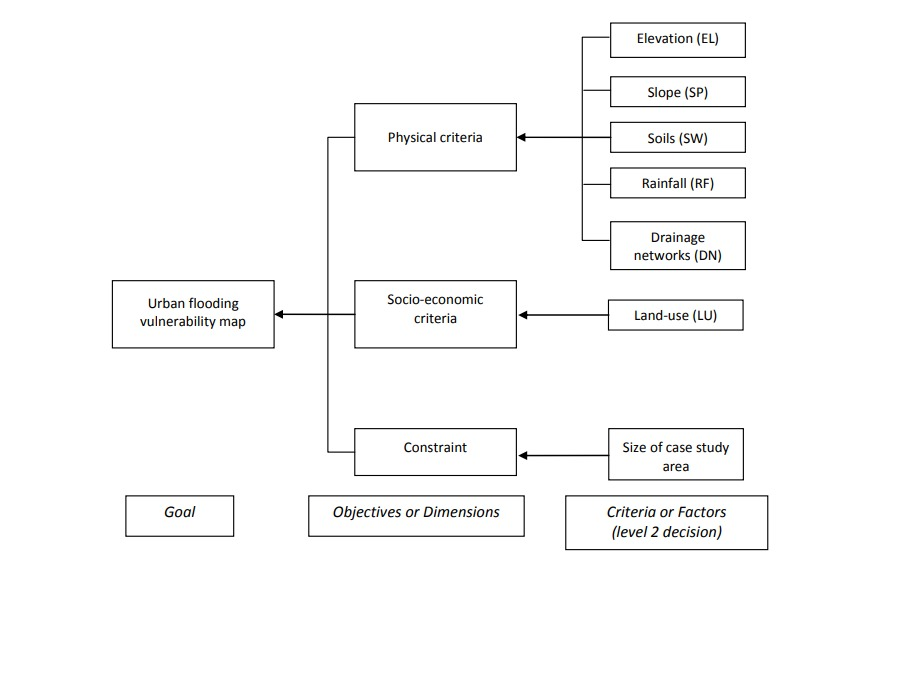 Elevation (EL)
Slope (SP)
Physical criteria
Soils (SW)
Rainfall (RF)
Drainage
networks (DN)
Urban flooding
vulnerability map
Socio-economic
criteria
Land-use (LU)
Constraint
Size of case study
area
Goal
Objectives or Dimensions
Criteria or Factors
(level 2 decision)